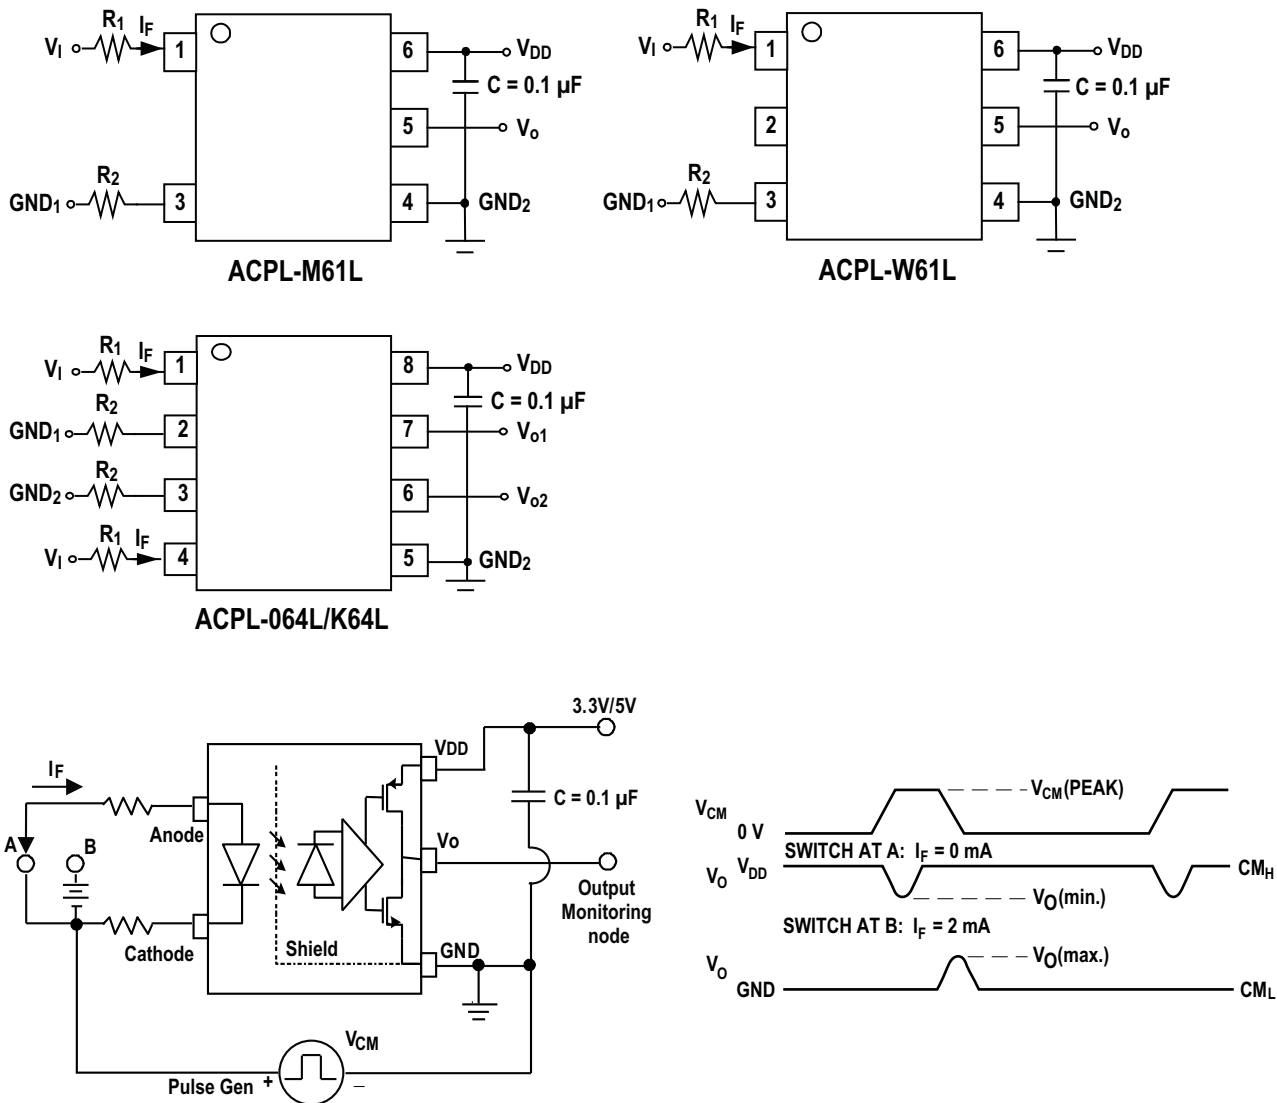 R1 IF
VI 1 6 VDD
C = 0.1 µF
5 Vo
R2
GND1 3 4 GND2
ACPL-M61L
R1 IF
VI 1 6 VDD
C = 0.1 µF
2 5 Vo
R2
GND1 3 4 GND2
ACPL-W61L
R1 IF
VI 1 8 VDD
C = 0.1 µF
R2
GND1 2 7 Vo1
R2
GND2 3 6 Vo2
R1 IF
VI 4 5 GND2
ACPL-064L/K64L
3.3V/5V
IF
VDD
C = 0.1 µF
Anode
A B
Vo
Output
Monitoring
node
Cathode
Shield
GND
VCM
Pulse Gen + –
VCM
VCM(PEAK)
0 V
SWITCH AT A: IF = 0 mA
VO VDD CMH
VO(min.)
SWITCH AT B: IF = 2 mA
VO
VO(max.)
GND CML